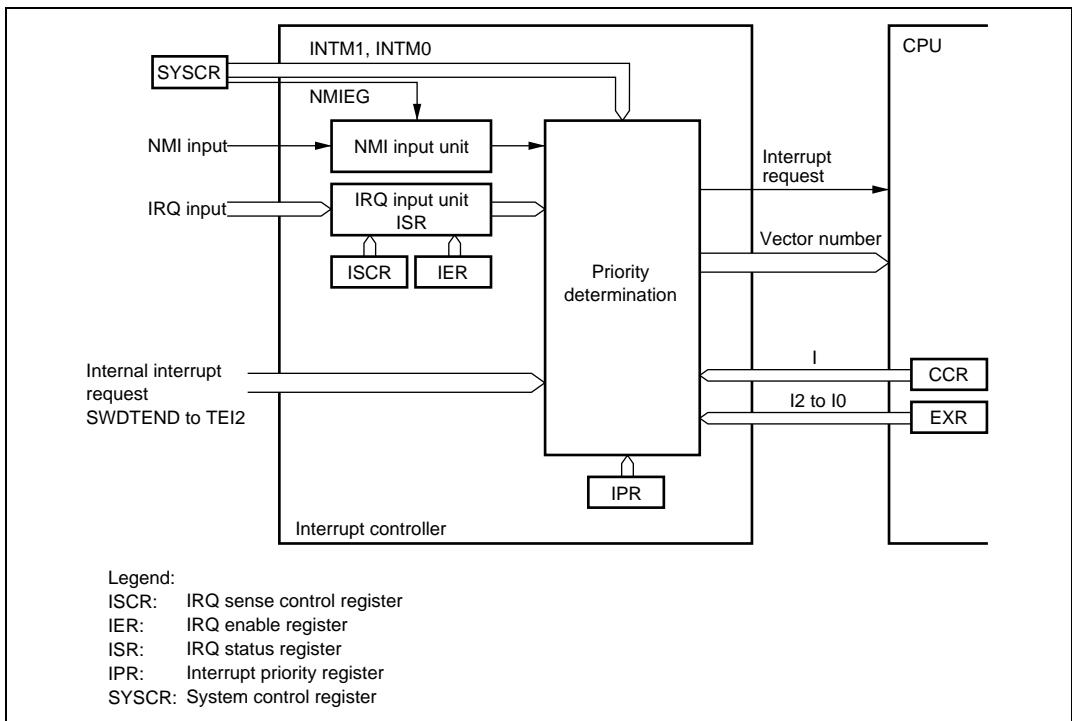 INTM1, INTM0
CPU
SYSCR
NMIEG
NMI input
NMI input unit
Interrupt
request
IRQ input
IRQ input unit
ISR
Vector number
ISCR
IER
Priority
determination
Internal interrupt
request
SWDTEND to TEI2
I
CCR
I2 to I0
EXR
IPR
Interrupt controller
Legend:
ISCR: IRQ sense control register
IER: IRQ enable register
ISR: IRQ status register
IPR: Interrupt priority register
SYSCR: System control register